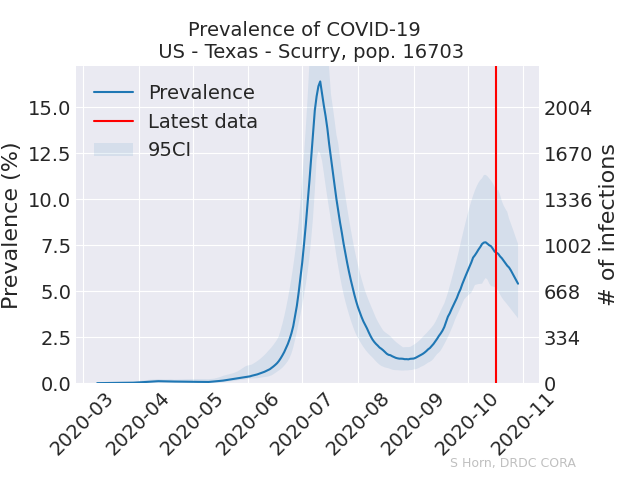 Prevalence of COVID-19
US - Texas - Scurry, pop. 16703
Prevalence
Latest data
95CI
Prevalence (%)
15.0
12.5
10.0
7.5
5.0
2.5
0.0
# of infections
2004
1670
1336
1002
668
334
0
2020-03
2020-04
2020-05
2020-06
2020-07
2020-08
2020-09
2020-10
2020-11
S Horn, DRDC CORA